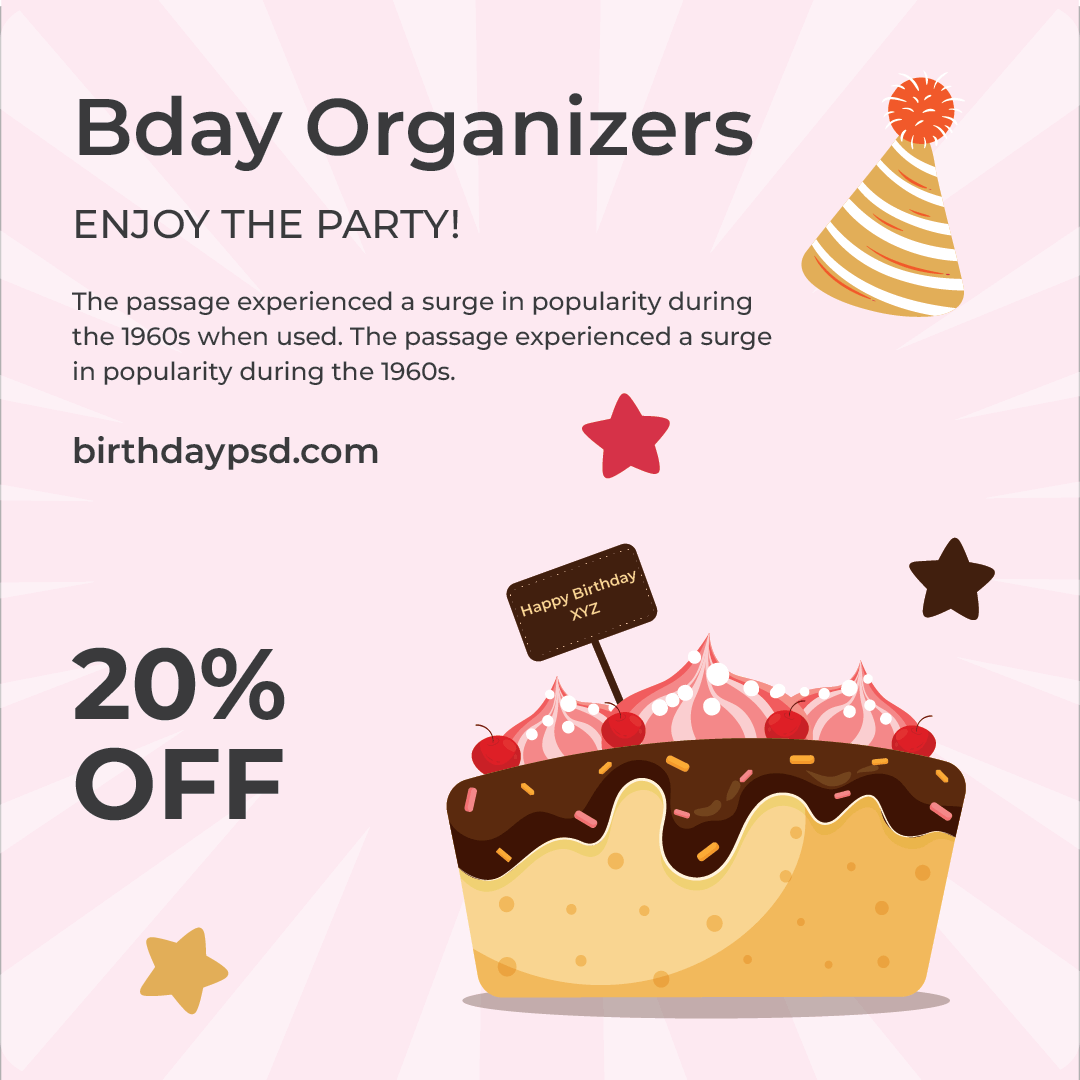 Bday Organizers
ENJOY THE PARTY!
The passage experienced a surge in popularity during
the 1960s when used. The passage experienced a surge
in popularity during the 1960s.
birthdaypsd.com
Happy Birthday
XYZ
20%
OFF